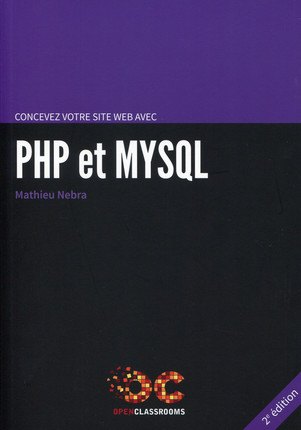 CONCEVEZ VOTRE SITE WEB AVEC
PHP et MYSQL
Mathieu Nebra
OC
OPENCLASSROOMS
2e édition